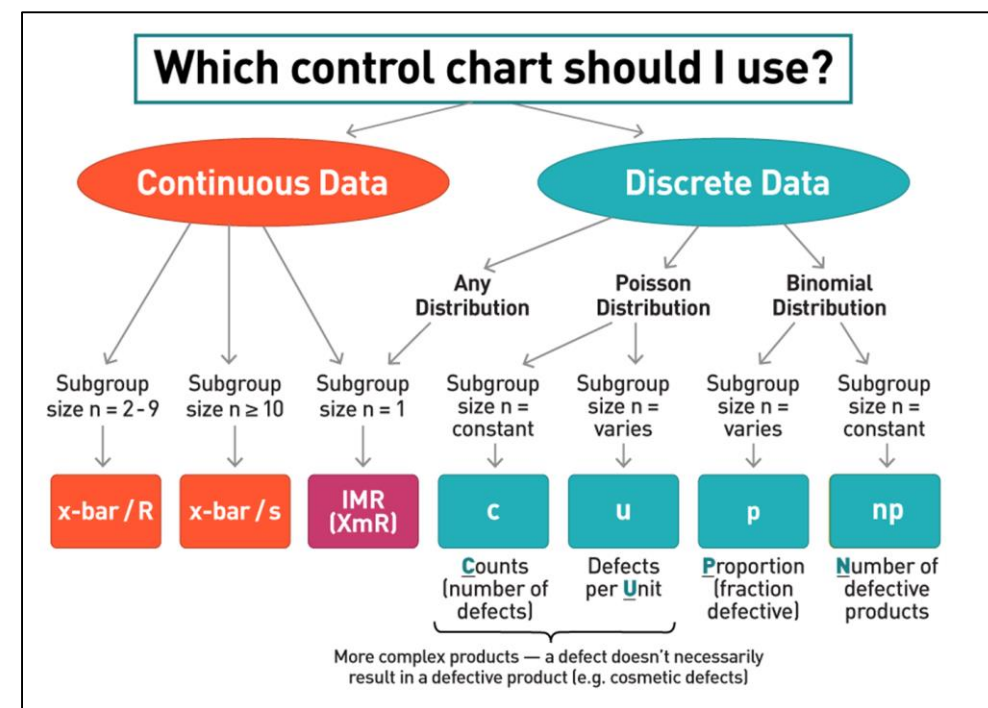 Which control chart should I use?
Continuous Data
Discrete Data
Any
Distribution
Poisson
Distribution
Binomial
Distribution
Subgroup
size n = 2 - 9
Subgroup
size n ≥ 10
Subgroup
size n = 1
Subgroup
size n =
constant
Subgroup
size n =
varies
Subgroup
size n =
varies
Subgroup
size n =
constant
x-bar / R
x-bar / s
IMR
(XmR)
c
u
p
np
Counts
(number of
defects)
Defects
per Unit
Proportion
(fraction
defective)
Number of
defective
products
More complex products — a defect doesn't necessarily
result in a defective product (e.g. cosmetic defects)